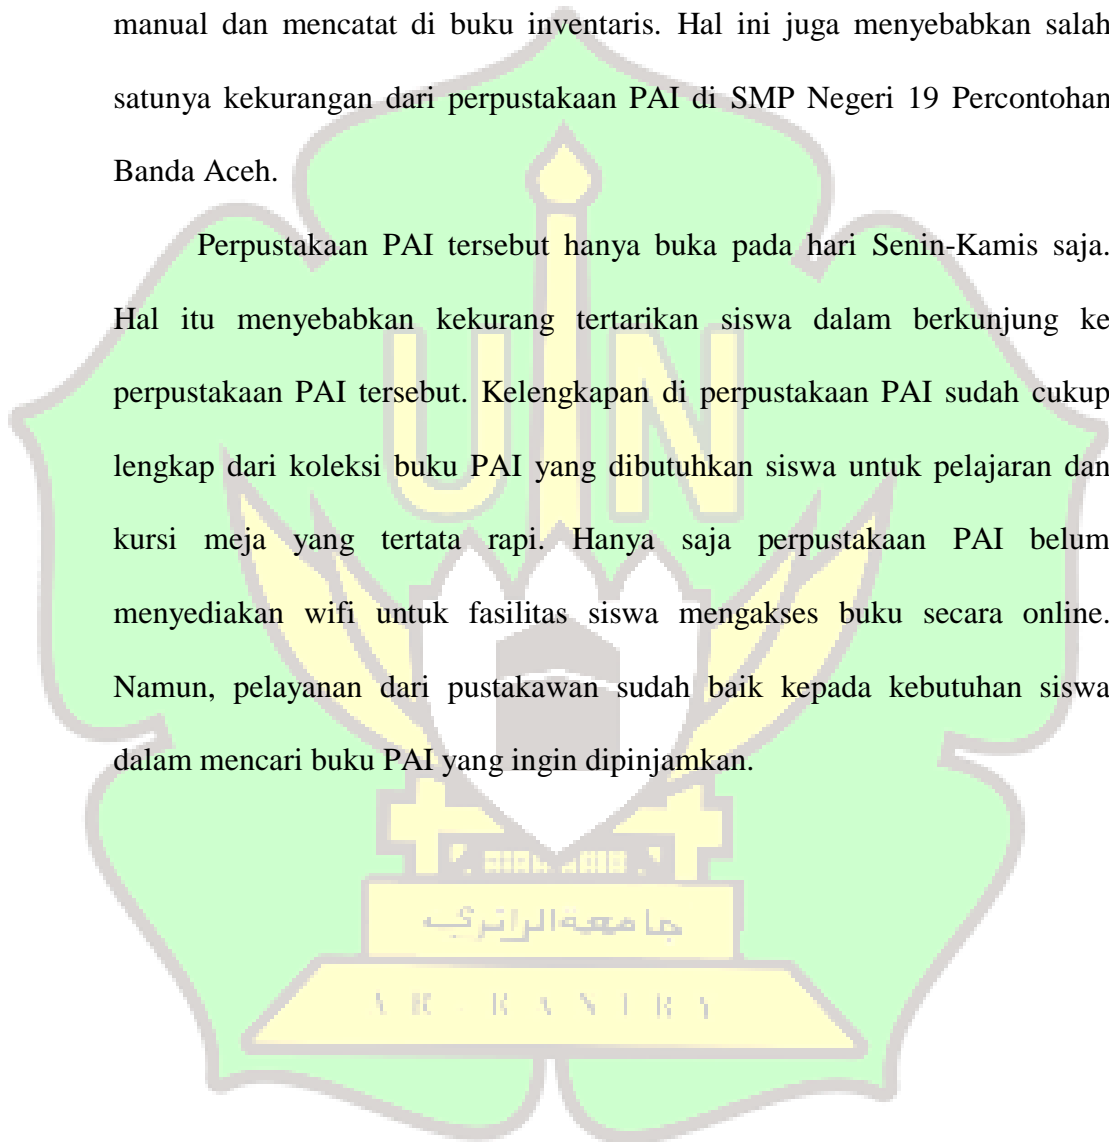 manual dan mencatat di buku inventaris. Hal ini juga menyebabkan salah
satunya kekurangan dari perpustakaan PAI di SMP Negeri 19 Percontohan
Banda Aceh.
Perpustakaan PAI tersebut hanya buka pada hari Senin-Kamis saja.
Hal itu menyebabkan kekurang tertarikan siswa dalam berkunjung ke
perpustakaan PAI tersebut. Kelengkapan di perpustakaan PAI sudah cukup
lengkap dari koleksi buku PAI yang dibutuhkan siswa untuk pelajaran dan
kursi meja yang tertata rapi. Hanya saja perpustakaan PAI belum
menyediakan wifi untuk fasilitas siswa mengakses buku secara online.
Namun, pelayanan dari pustakawan sudah baik kepada kebutuhan siswa
dalam mencari buku PAI yang ingin dipinjamkan.
UIN
جامعة الرانري
AR-RANIRY